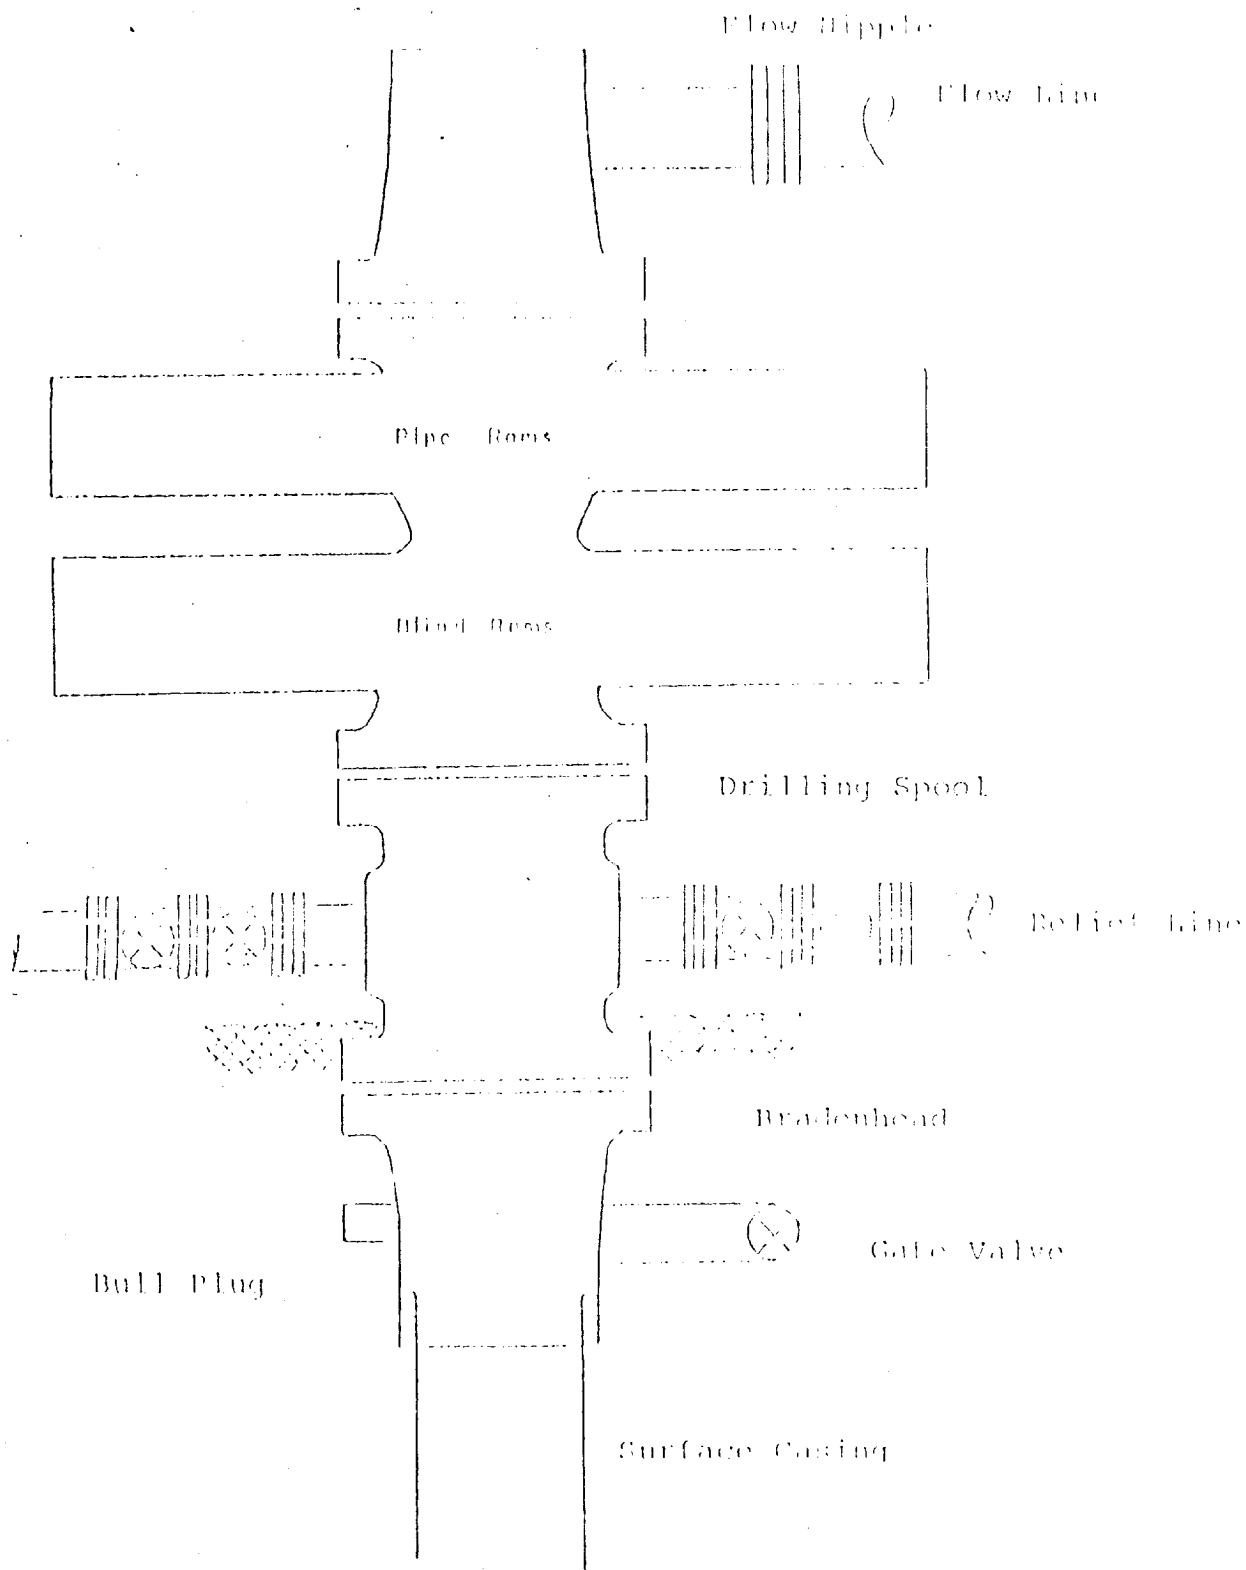 Flow Nipple
Flow Line
Pipe Rams
Blind Rams
Drilling Spool
Relief Line
Bradenhead
Gate Valve
Bull Plug
Surface Casing